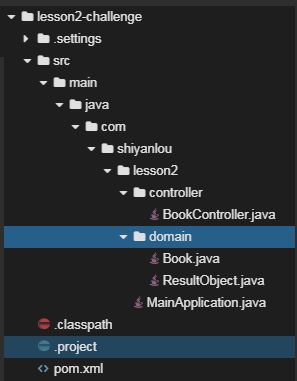 lesson2-challenge
.settings
src
main
java
com
shiyanlou
lesson2
controller
BookController.java
domain
Book.java
ResultObject.java
MainApplication.java
.classpath
.project
pom.xml